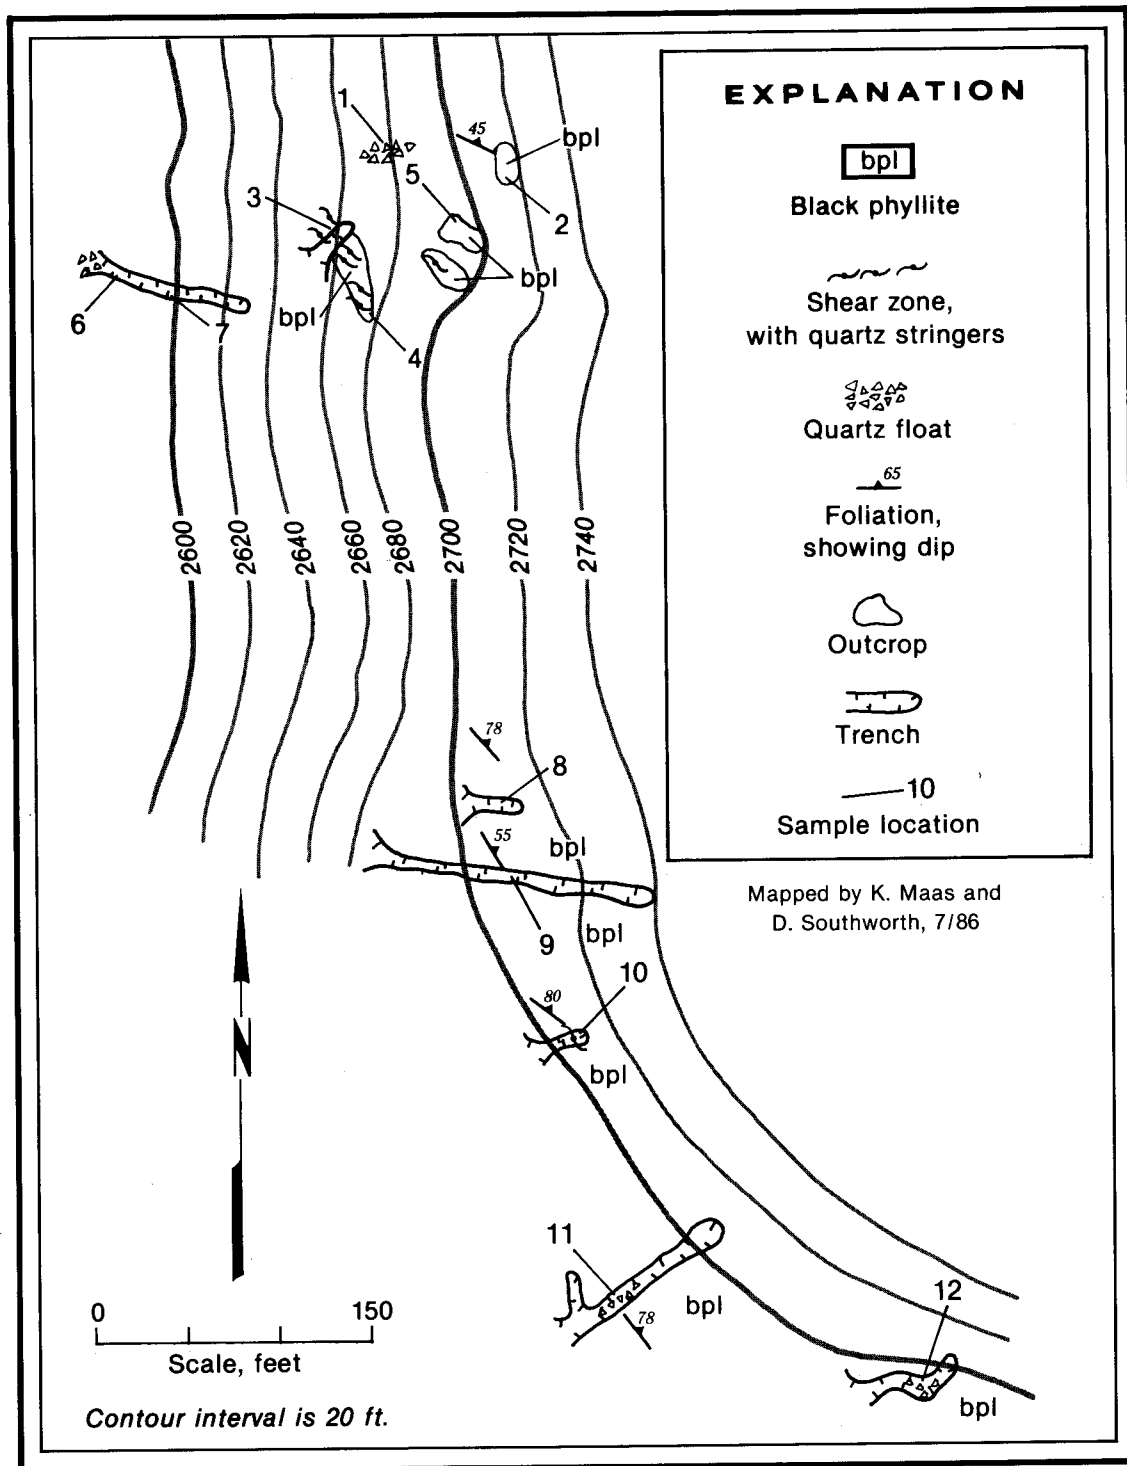 EXPLANATION
bpl
Black phyllite
Shear zone,
with quartz stringers
Quartz float
65
Foliation,
showing dip
Outcrop
Trench
10
Sample location
Mapped by K. Maas and
D. Southworth, 7/86
1
45
bpl
5
2
3
bpl
6
7
bpl
4
2600
2620
2640
2660
2680
2700
2720
2740
78
8
55
bpl
9
bpl
10
80
bpl
N
11
bpl
78
12
bpl
0 150
Scale, feet
Contour interval is 20 ft.